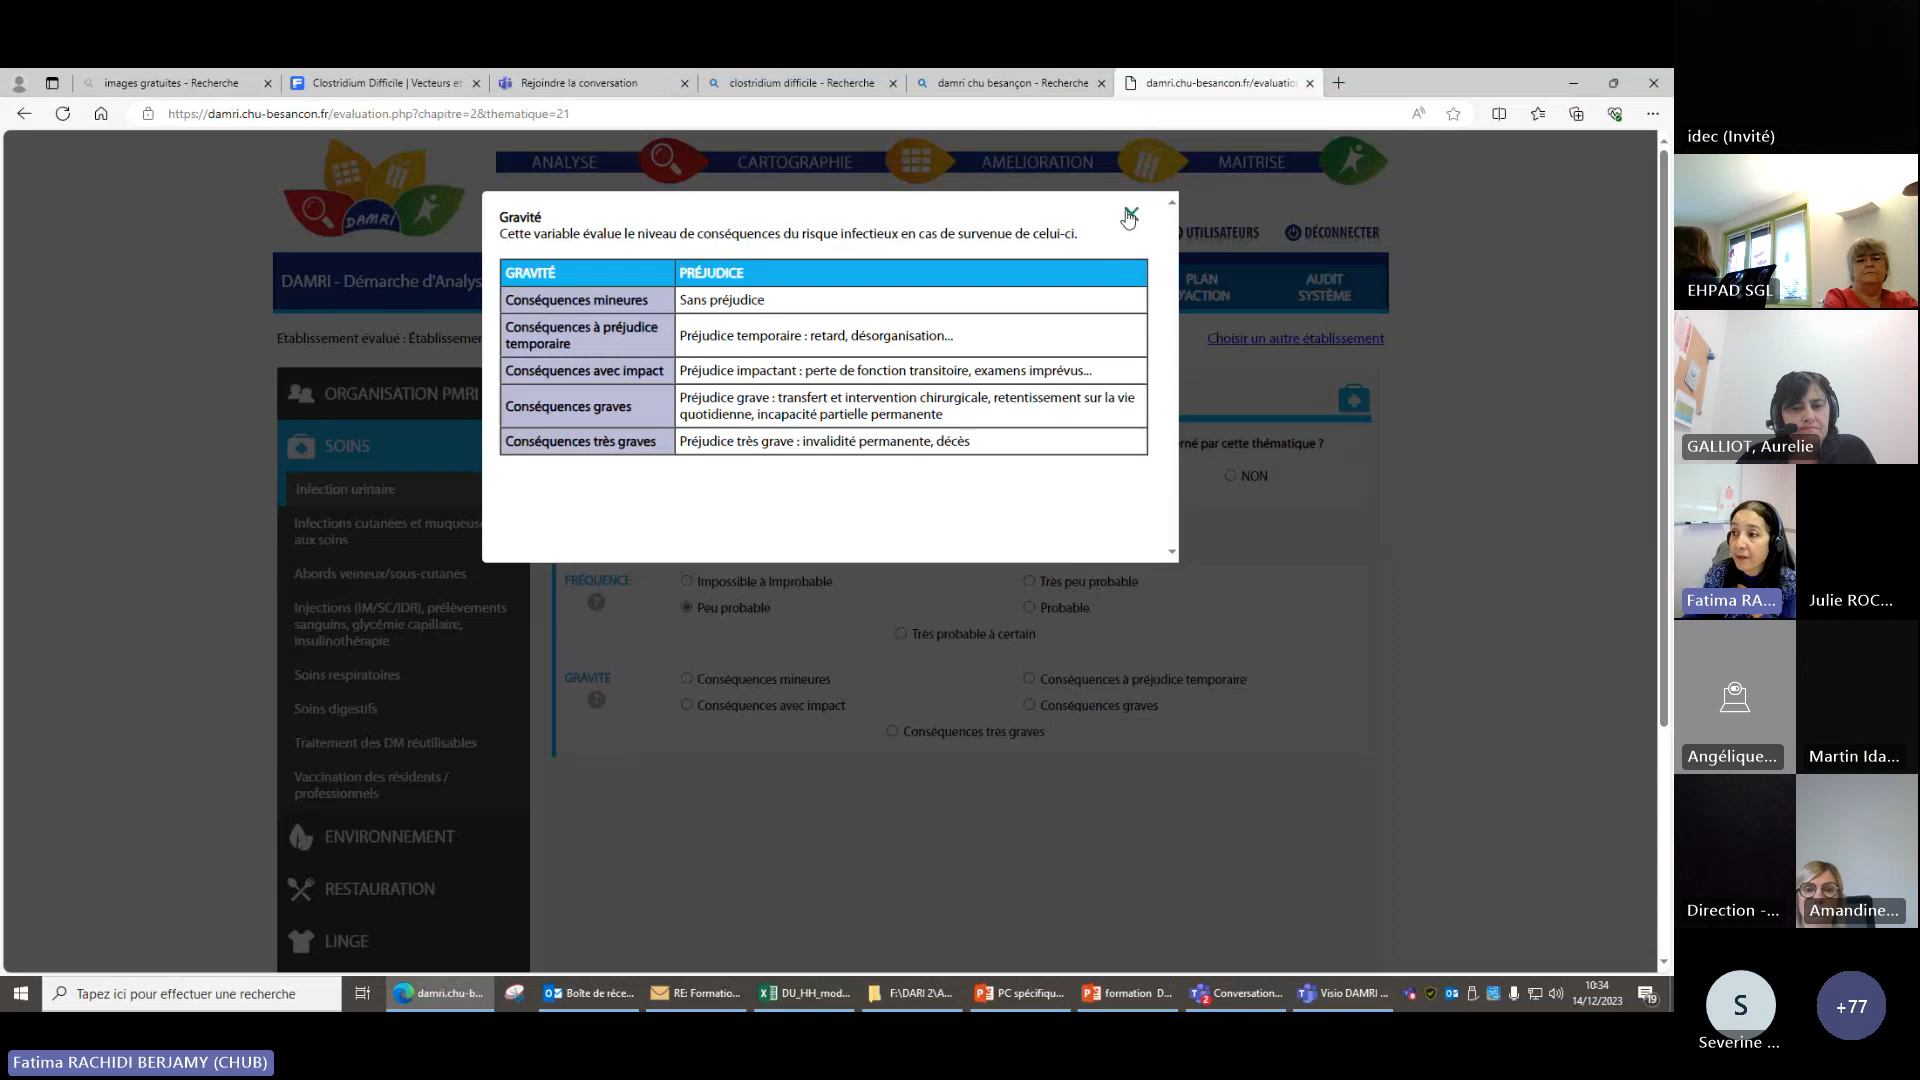 images gratuites - Recherche
Clostridium Difficile | Vecteurs et
Rejoindre la conversation
clostridium difficile - Recherche
damri chu besançon - Recherche
damri.chu-besancon.fr/evaluatio
https://damri.chu-besancon.fr/evaluation.php?chapitre=2&thematique=21
ANALYSE
CARTOGRAPHIE
AMELIORATION
MAITRISE
DAMRI
UTILISATEURS
DÉCONNECTER
DAMRI - Démarche d'Analys
PLAN
D'ACTION
AUDIT
SYSTÈME
Etablissement évalué : Établissemer
Choisir un autre établissement
Gravité
Cette variable évalue le niveau de conséquences du risque infectieux en cas de survenue de celui-ci.
GRAVITÉ
PRÉJUDICE
Conséquences mineures
Sans préjudice
Conséquences à préjudice
temporaire
Préjudice temporaire : retard, désorganisation...
Conséquences avec impact
Préjudice impactant : perte de fonction transitoire, examens imprévus...
Conséquences graves
Préjudice grave : transfert et intervention chirurgicale, retentissement sur la vie
quotidienne, incapacité partielle permanente
Conséquences très graves
Préjudice très grave : invalidité permanente, décès
rné par cette thématique ?
NON
ORGANISATION PMRI
SOINS
Infection urinaire
Infections cutanées et muqueus
aux soins
Abords veineux/sous-cutanés
Injections (IM/SC/IDR), prélèvements
sanguins, glycémie capillaire,
insulinothérapie
Soins respiratoires
Soins digestifs
Traitement des DM réutilisables
Vaccination des résidents /
professionnels
ENVIRONNEMENT
RESTAURATION
LINGE
FRÉQUENCE
?
Impossible à Improbable
Très peu probable
Peu probable
Probable
Très probable à certain
GRAVITÉ
?
Conséquences mineures
Conséquences à préjudice temporaire
Conséquences avec impact
Conséquences graves
Conséquences très graves
Tapez ici pour effectuer une recherche
damri.chu-b...
Boîte de réce...
RE: Formatio...
DU_HH_mod...
F:\DARI 2\A...
PC spécifiqu...
formation D...
Conversation...
Visio DAMRI ...
10:34
14/12/2023
19
idec (Invité)
EHPAD SGL
GALLIOT, Aurelie
Fatima RA...
Julie ROC...
Angélique...
Martin Ida...
Direction -...
Amandine...
S
Severine ...
+77
Fatima RACHIDI BERJAMY (CHUB)